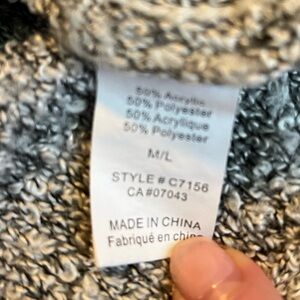 50% Acrylic
50% Polyester
50% Acrylique
50% Polyester
M/L
STYLE # C7156
CA#07043
MADE IN CHINA
Fabriqué en chine